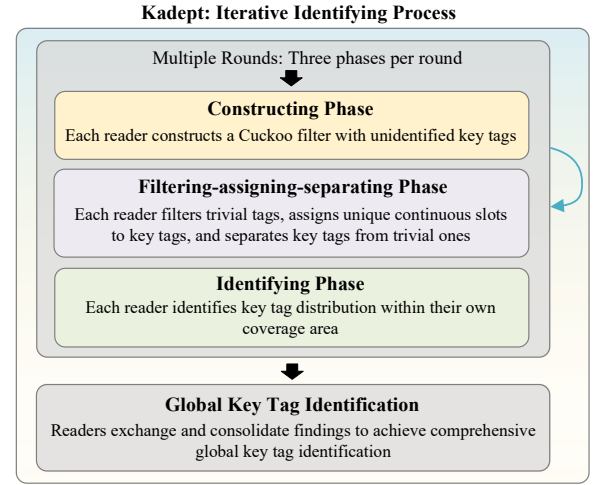 Kadept: Iterative Identifying Process
Multiple Rounds: Three phases per round
Constructing Phase
Each reader constructs a Cuckoo filter with unidentified key tags
Filtering-assigning-separating Phase
Each reader filters trivial tags, assigns unique continuous slots
to key tags, and separates key tags from trivial ones
Identifying Phase
Each reader identifies key tag distribution within their own
coverage area
Global Key Tag Identification
Readers exchange and consolidate findings to achieve comprehensive
global key tag identification